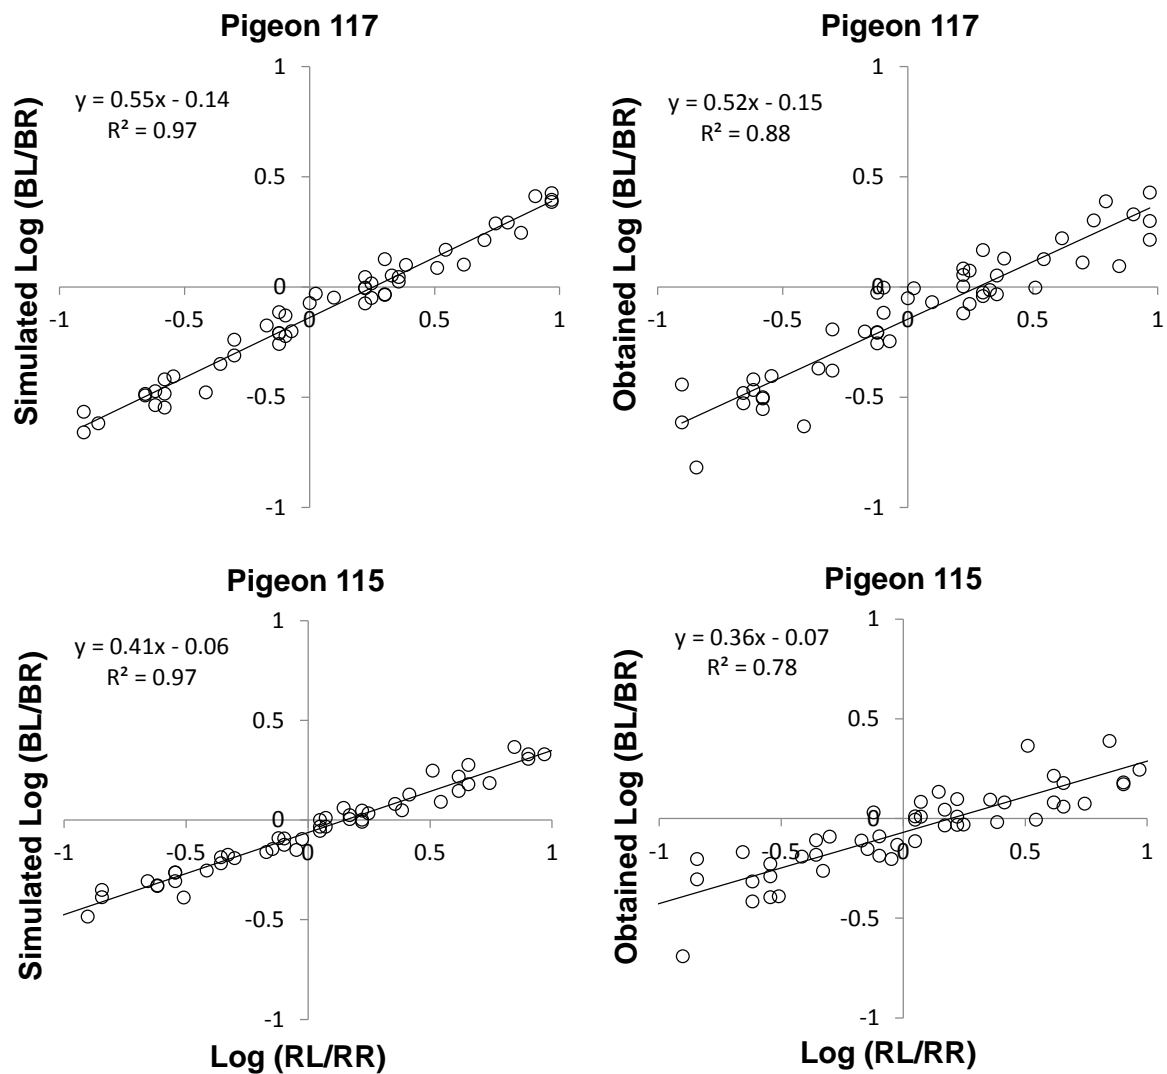 Pigeon 117
Simulated Log (BL/BR)
y = 0.55x - 0.14
R² = 0.97
1
0.5
0
-0.5
-1
-1
-0.5
0
0.5
1
Pigeon 117
Obtained Log (BL/BR)
y = 0.52x - 0.15
R² = 0.88
1
0.5
0
-0.5
-1
-1
-0.5
0
0.5
1
Pigeon 115
Simulated Log (BL/BR)
y = 0.41x - 0.06
R² = 0.97
1
0.5
0
-0.5
-1
-1
-0.5
0
0.5
1
Log (RL/RR)
Pigeon 115
Obtained Log (BL/BR)
y = 0.36x - 0.07
R² = 0.78
1
0.5
0
-0.5
-1
-1
-0.5
0
0.5
1
Log (RL/RR)